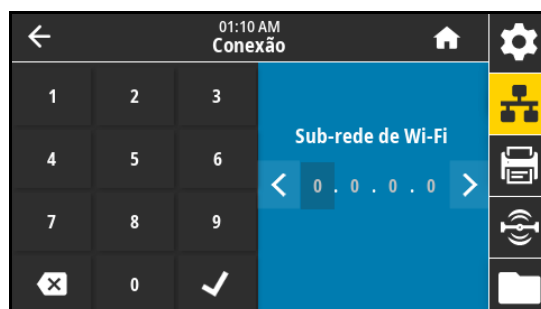 01:10 AM
Conexão
1 2 3
4 5 6
7 8 9
0
Sub-rede de Wi-Fi
0 . 0 . 0 . 0